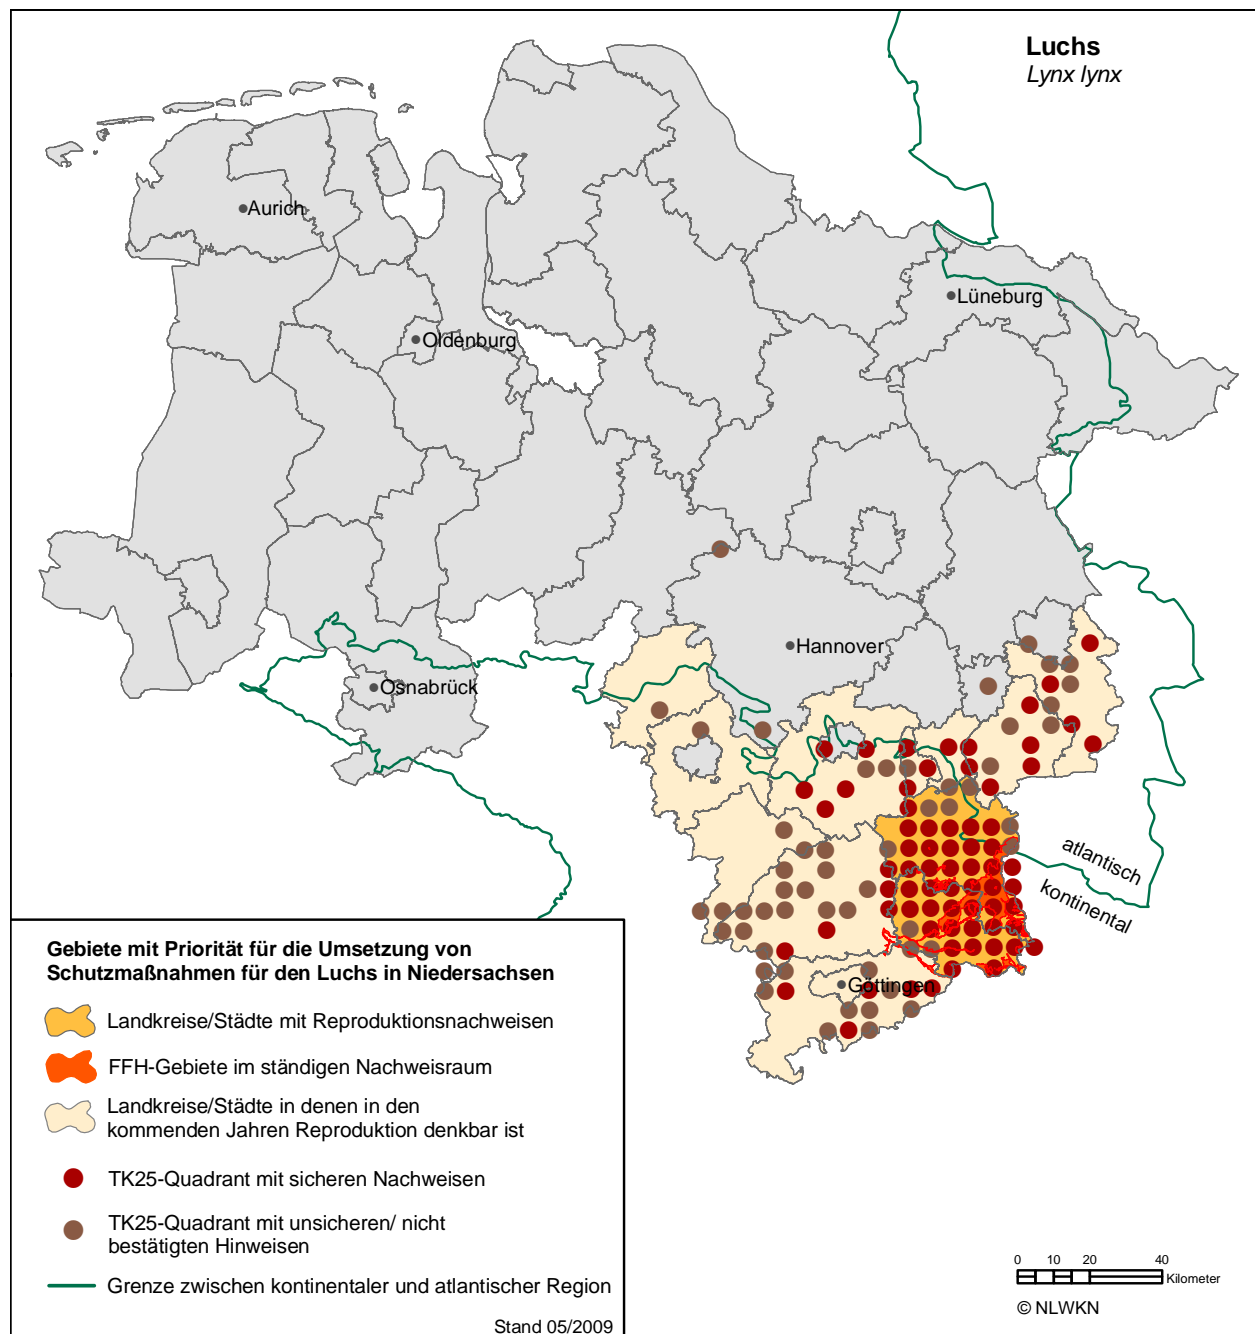 Luchs
Lynx lynx
Aurich
Lüneburg
Oldenburg
Hannover
Osnabrück
atlantisch
kontinental
Göttingen
Gebiete mit Priorität für die Umsetzung von
Schutzmaßnahmen für den Luchs in Niedersachsen
Landkreise/Städte mit Reproduktionsnachweisen
FFH-Gebiete im ständigen Nachweisraum
Landkreise/Städte in denen in den
kommenden Jahren Reproduktion denkbar ist
TK25-Quadrant mit sicheren Nachweisen
TK25-Quadrant mit unsicheren/ nicht
bestätigten Hinweisen
Grenze zwischen kontinentaler und atlantischer Region
Stand 05/2009
0 10 20 40
Kilometer
© NLWKN